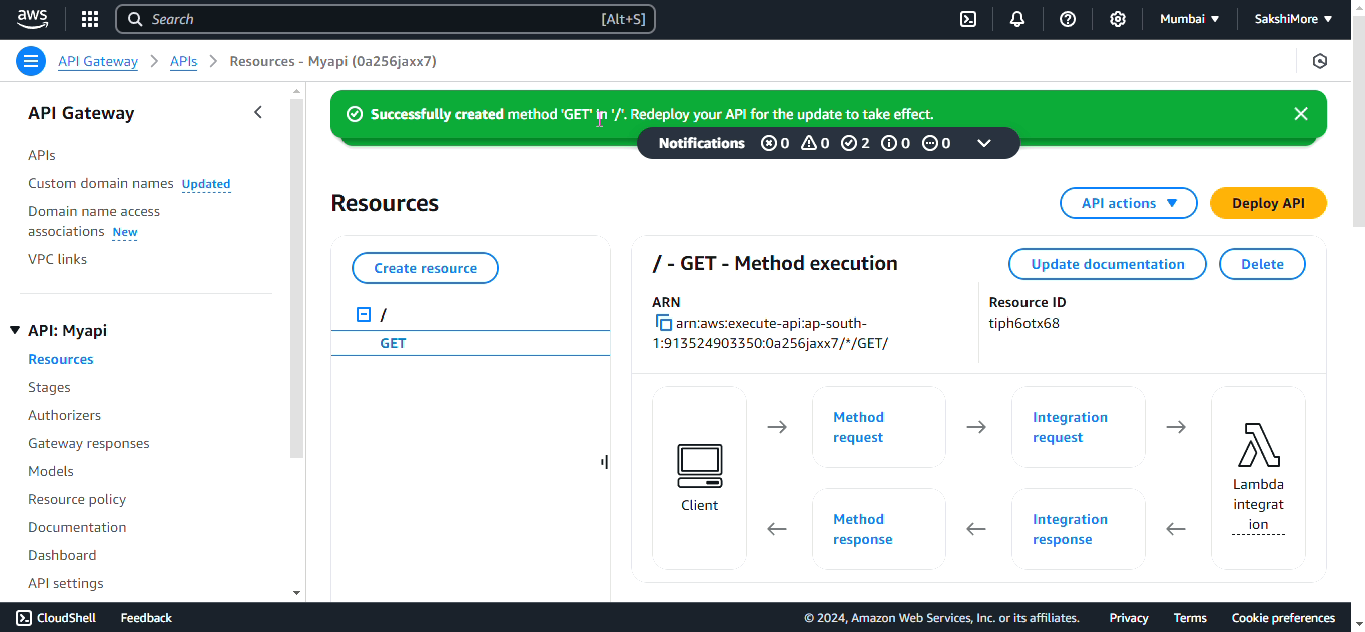 aws
Search [Alt+S]
Mumbai ▼
SakshiMore ▼
API Gateway > APIs > Resources - Myapi (0a256jaxx7)
API Gateway
APIs
Custom domain names Updated
Domain name access
associations New
VPC links
API: Myapi
Resources
Stages
Authorizers
Gateway responses
Models
Resource policy
Documentation
Dashboard
API settings
Successfully created method 'GET' in '/'. Redeploy your API for the update to take effect.
Notifications 0 0 2 0 0
Resources
API actions ▼
Deploy API
Create resource
/
GET
/ - GET - Method execution
Update documentation
Delete
ARN
arn:aws:execute-api:ap-south-
1:913524903350:0a256jaxx7/*/GET/
Resource ID
tiph6otx68
Client
Method
request
Integration
request
Method
response
Integration
response
Lambda
integrat
ion
CloudShell
Feedback
© 2024, Amazon Web Services, Inc. or its affiliates.
Privacy
Terms
Cookie preferences